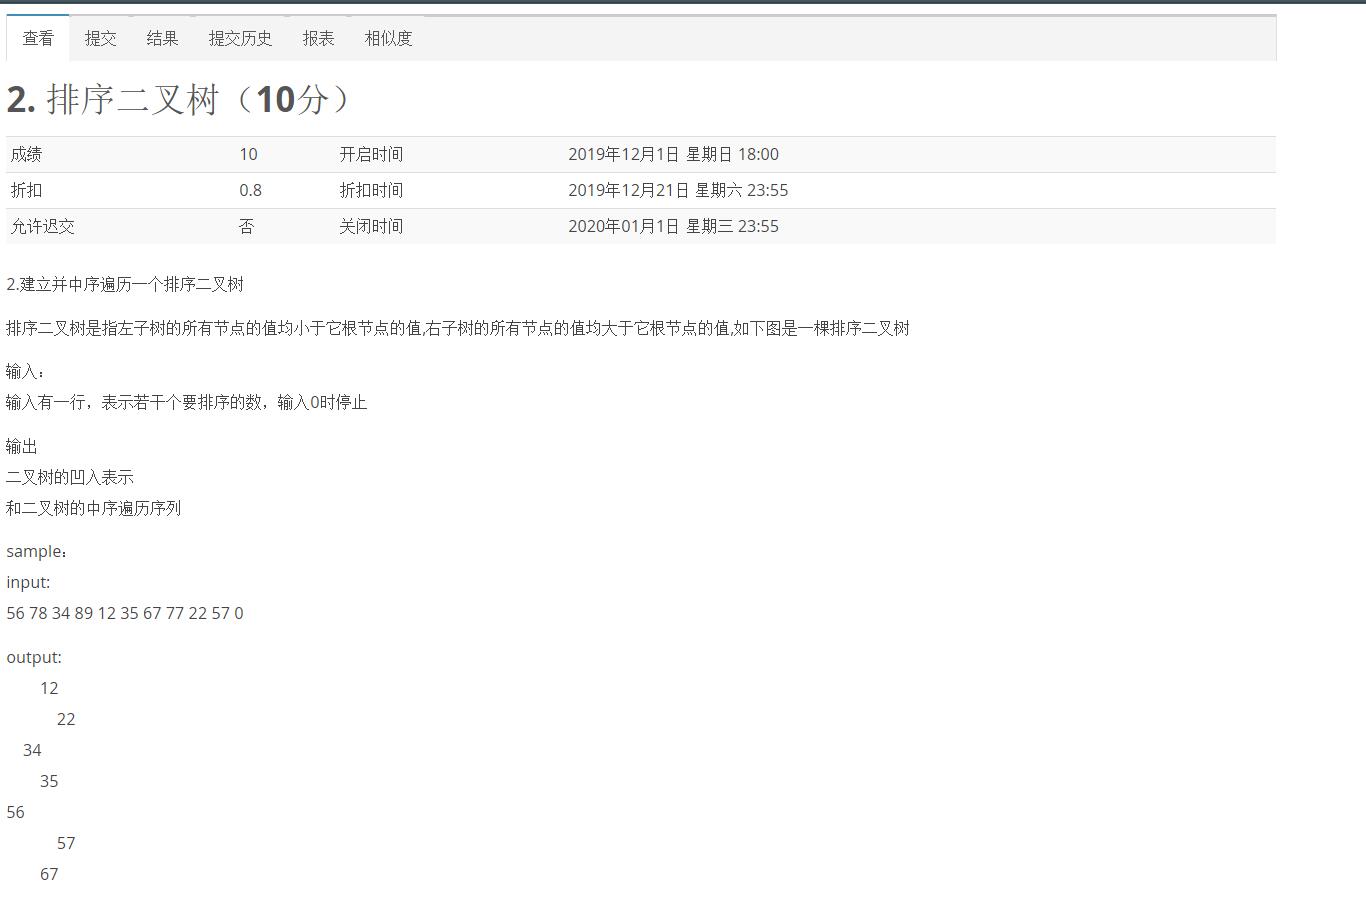 查看 提交 结果 提交历史 报表 相似度
2. 排序二叉树（10分）
成绩 10 开启时间 2019年12月1日 星期日 18:00
折扣 0.8 折扣时间 2019年12月21日 星期六 23:55
允许迟交 否 关闭时间 2020年01月1日 星期三 23:55
2.建立并中序遍历一个排序二叉树
排序二叉树是指左子树的所有节点的值均小于它根节点的值,右子树的所有节点的值均大于它根节点的值,如下图是一棵排序二叉树
输入：
输入有一行，表示若干个要排序的数，输入0时停止
输出
二叉树的凹入表示
和二叉树的中序遍历序列
sample：
input:
56 78 34 89 12 35 67 77 22 57 0
output:
12
22
34
35
56
57
67